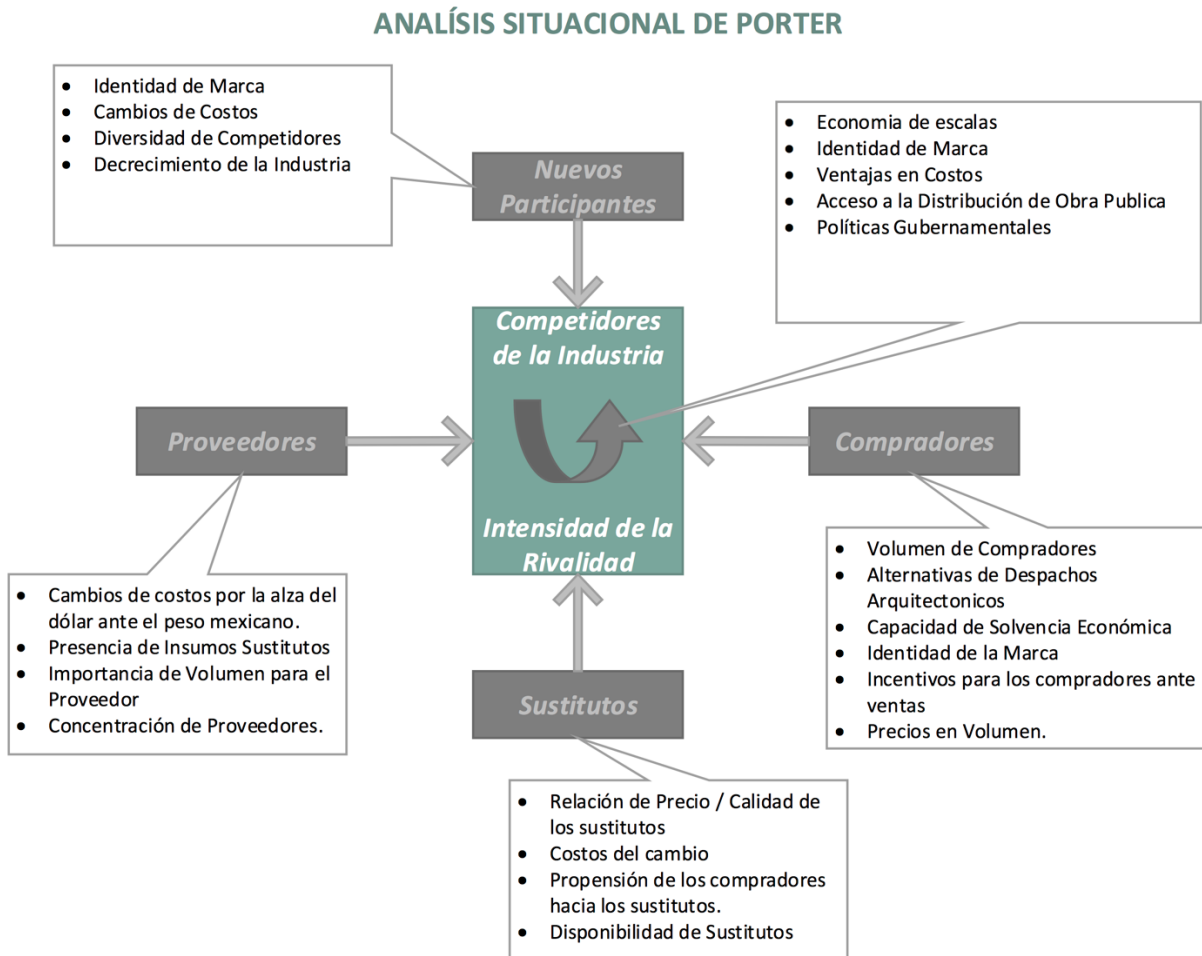 ANALÍSIS SITUACIONAL DE PORTER
• Identidad de Marca
• Cambios de Costos
• Diversidad de Competidores
• Decrecimiento de la Industria
Nuevos
Participantes
• Economia de escalas
• Identidad de Marca
• Ventajas en Costos
• Acceso a la Distribución de Obra Publica
• Políticas Gubernamentales
Competidores
de la Industria
Proveedores
Compradores
Intensidad de la
Rivalidad
• Cambios de costos por la alza del
dólar ante el peso mexicano.
• Presencia de Insumos Sustitutos
• Importancia de Volumen para el
Proveedor
• Concentración de Proveedores.
• Volumen de Compradores
• Alternativas de Despachos
Arquitectonicos
• Capacidad de Solvencia Económica
• Identidad de la Marca
• Incentivos para los compradores ante
ventas
• Precios en Volumen.
Sustitutos
• Relación de Precio / Calidad de
los sustitutos
• Costos del cambio
• Propensión de los compradores
hacia los sustitutos.
• Disponibilidad de Sustitutos